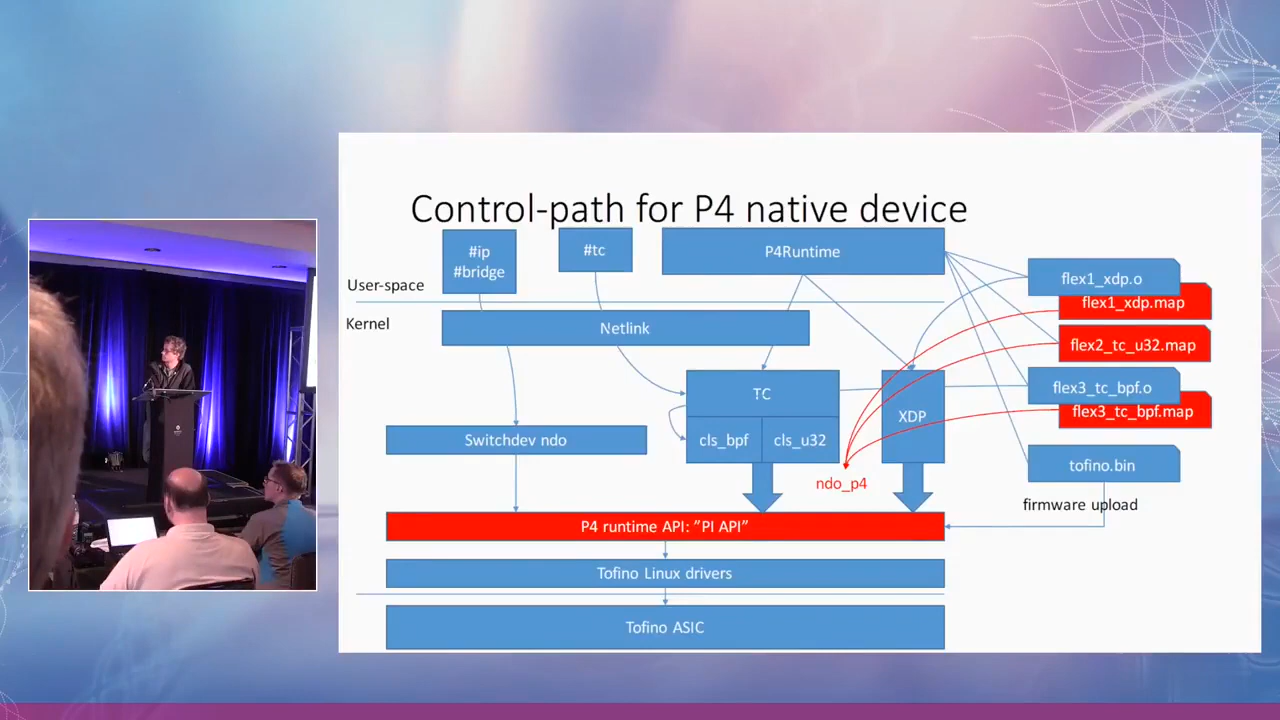 Control-path for P4 native device
#ip
#bridge
#tc
P4Runtime
User-space
Kernel
Netlink
flex1_xdp.o
flex1_xdp.map
flex2_tc_u32.map
flex3_tc_bpf.o
flex3_tc_bpf.map
TC
XDP
cls_bpf
cls_u32
Switchdev ndo
ndo_p4
tofino.bin
firmware upload
P4 runtime API: ”PI API”
Tofino Linux drivers
Tofino ASIC